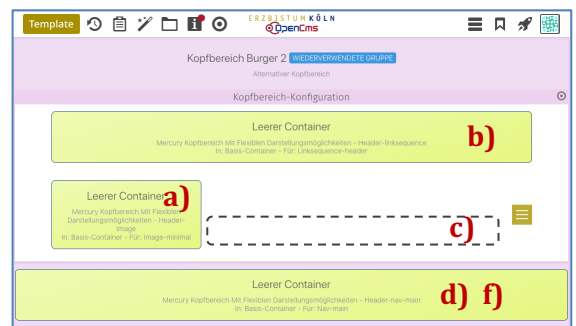 Template
ERZBISTUM KÖLN
OpenCms
Kopfbereich Burger 2 WIEDERVERWENDETE GRUPPE
Alternativer Kopfbereich
Kopfbereich-Konfiguration
Leerer Container
Mercury Kopfbereich Mit Flexiblen Darstellungsmöglichkeiten - Header-linksequence
In: Basis-Container - Für: Linksequence-header
b)
Leerer Container
a)
Mercury Kopfbereich Mit Flexiblen
Darstellungsmöglichkeiten - Header-
image
In: Basis-Container - Für: Image-minimal
c)
Leerer Container
Mercury Kopfbereich Mit Flexiblen Darstellungsmöglichkeiten - Header-nav-main
In: Basis-Container - Für: Nav-main
d) f)